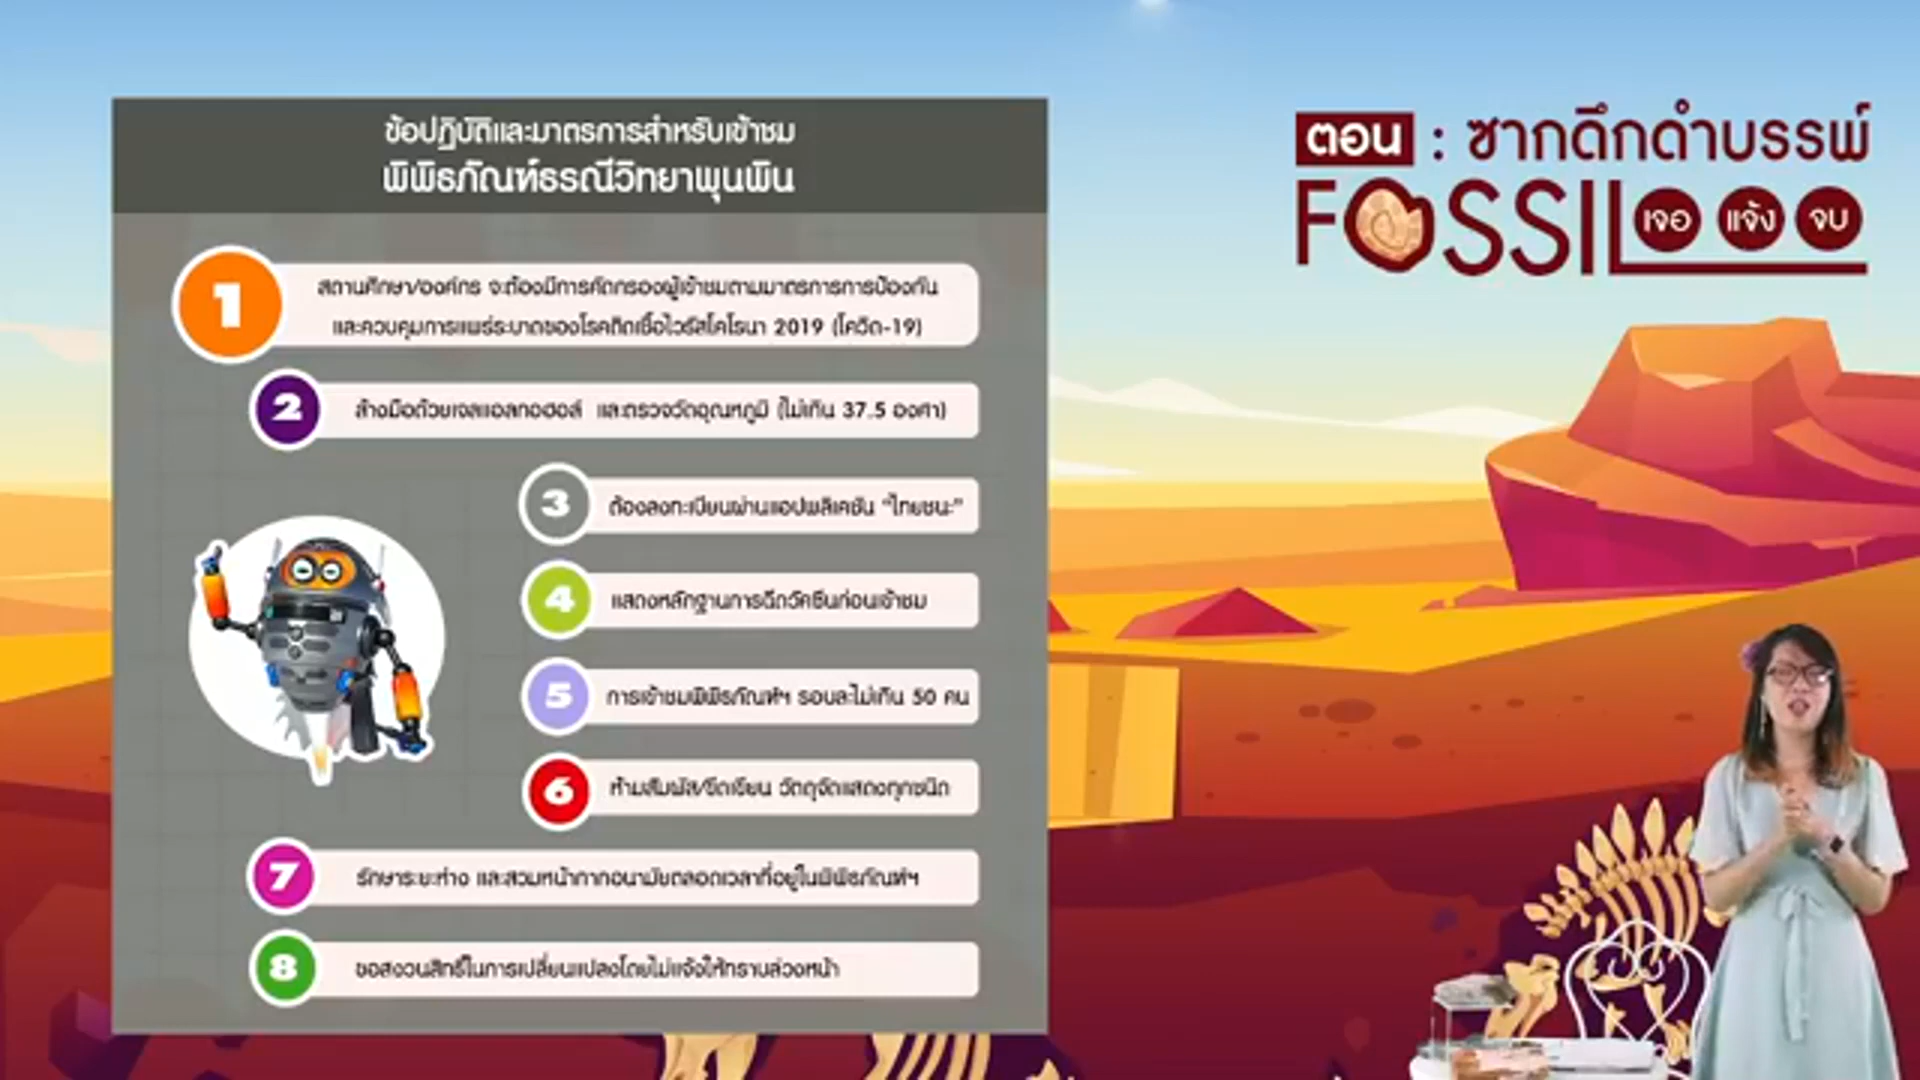 ข้อปฏิบัติและมาตรการสำหรับเข้าชม
พิพิธภัณฑ์ธรณีวิทยาพุนพิน
1
สถานศึกษา/องค์กร จะต้องมีการคัดกรองผู้เข้าชมตามมาตรการการป้องกัน
และควบคุมการแพร่ระบาดของโรคติดเชื้อไวรัสโคโรนา 2019 (โควิด-19)
2 ล้างมือด้วยเจลแอลกอฮอล์ และตรวจวัดอุณหภูมิ (ไม่เกิน 37.5 องศา)
3 ต้องลงทะเบียนผ่านแอปพลิเคชัน “ไทยชนะ”
4 แสดงหลักฐานการฉีดวัคซีนก่อนเข้าชม
5 การเข้าชมพิพิธภัณฑ์ฯ รอบละไม่เกิน 50 คน
6 ห้ามสัมผัส/ขีดเขียน วัตถุจัดแสดงทุกชนิด
7 รักษาระยะห่าง และสวมหน้ากากอนามัยตลอดเวลาที่อยู่ในพิพิธภัณฑ์ฯ
8 ขอสงวนสิทธิ์ในการเปลี่ยนแปลงโดยไม่แจ้งให้ทราบล่วงหน้า
ตอน : ซากดึกดำบรรพ์
FOSSIL เจอ แจ้ง จบ